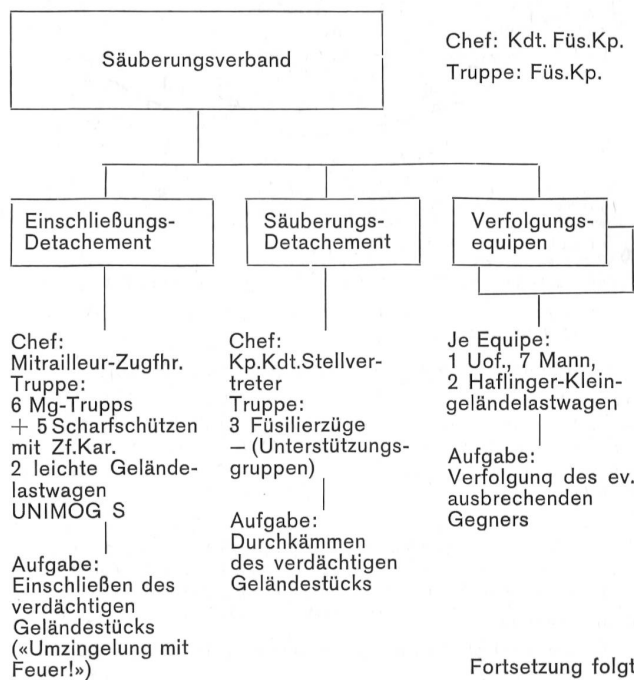 Säuberungsverband
Chef: Kdt. Füs.Kp.
Truppe: Füs.Kp.
Einschließungs-
Detachement
Säuberungs-
Detachement
Verfolgungs-
equipen
Chef:
Mitrailleur-Zugfhr.
Truppe:
6 Mg-Trupps
+ 5 Scharfschützen
mit Zf.Kar.
2 leichte Gelände-
lastwagen
UNIMOG S
Aufgabe:
Einschließen des
verdächtigen
Geländestücks
(«Umzingelung mit
Feuer!»)
Chef:
Kp.Kdt.Stellver-
treter
Truppe:
3 Füsilierzüge
– (Unterstützungs-
gruppen)
Aufgabe:
Durchkämmen
des verdächtigen
Geländestücks
Je Equipe:
1 Uof., 7 Mann,
2 Haflinger-Klein-
geländelastwagen
Aufgabe:
Verfolgung des ev.
ausbrechenden
Gegners
Fortsetzung folgt